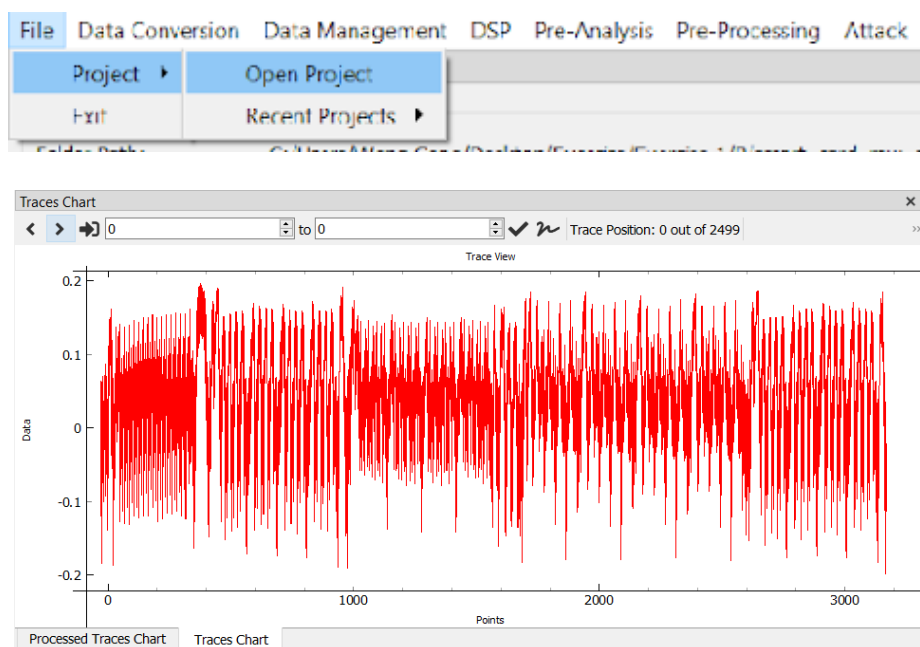 File Data Conversion Data Management DSP Pre-Analysis Pre-Processing Attack
Project Open Project
Exit Recent Projects
Traces Chart
0 to 0 Trace Position: 0 out of 2499
Trace View
0.2
0.1
0
-0.1
-0.2
Data
0 1000 2000 3000
Points
Processed Traces Chart Traces Chart